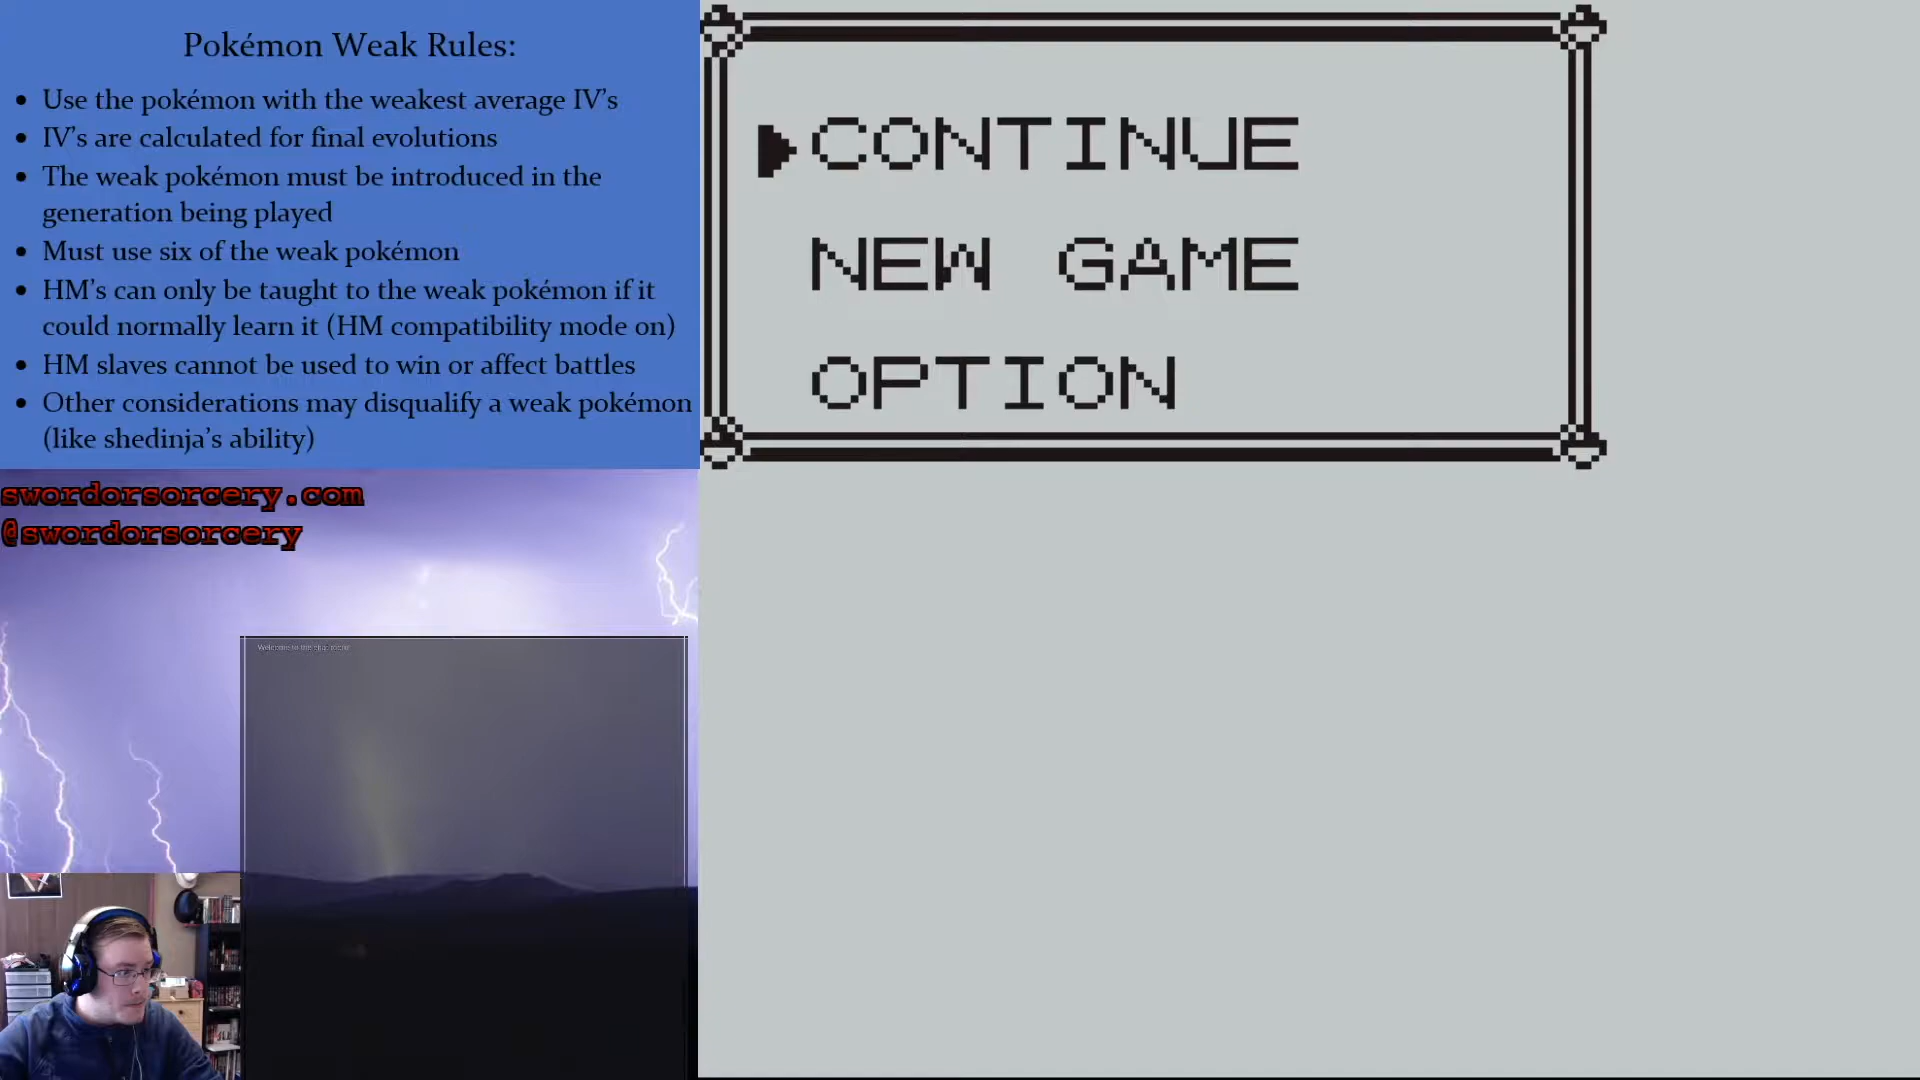 Pokémon Weak Rules:
• Use the pokémon with the weakest average IV's
• IV's are calculated for final evolutions
• The weak pokémon must be introduced in the
generation being played
• Must use six of the weak pokémon
• HM's can only be taught to the weak pokémon if it
could normally learn it (HM compatibility mode on)
• HM slaves cannot be used to win or affect battles
• Other considerations may disqualify a weak pokémon
(like shedinja's ability)
swordorsorcery.com
@swordorsorcery
Welcome to the
CONTINUE
NEW GAME
OPTION